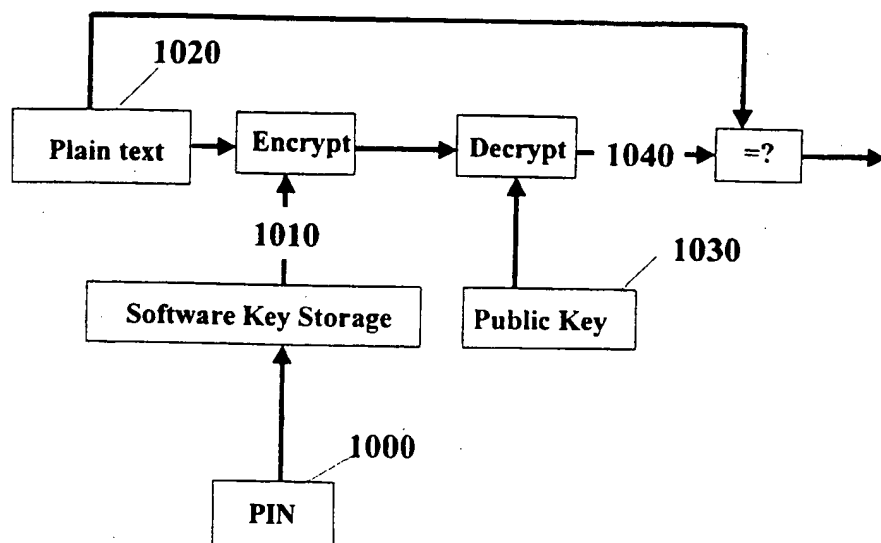 1020
Plain text
Encrypt
Decrypt
1040
=?
1010
1030
Software Key Storage
Public Key
1000
PIN